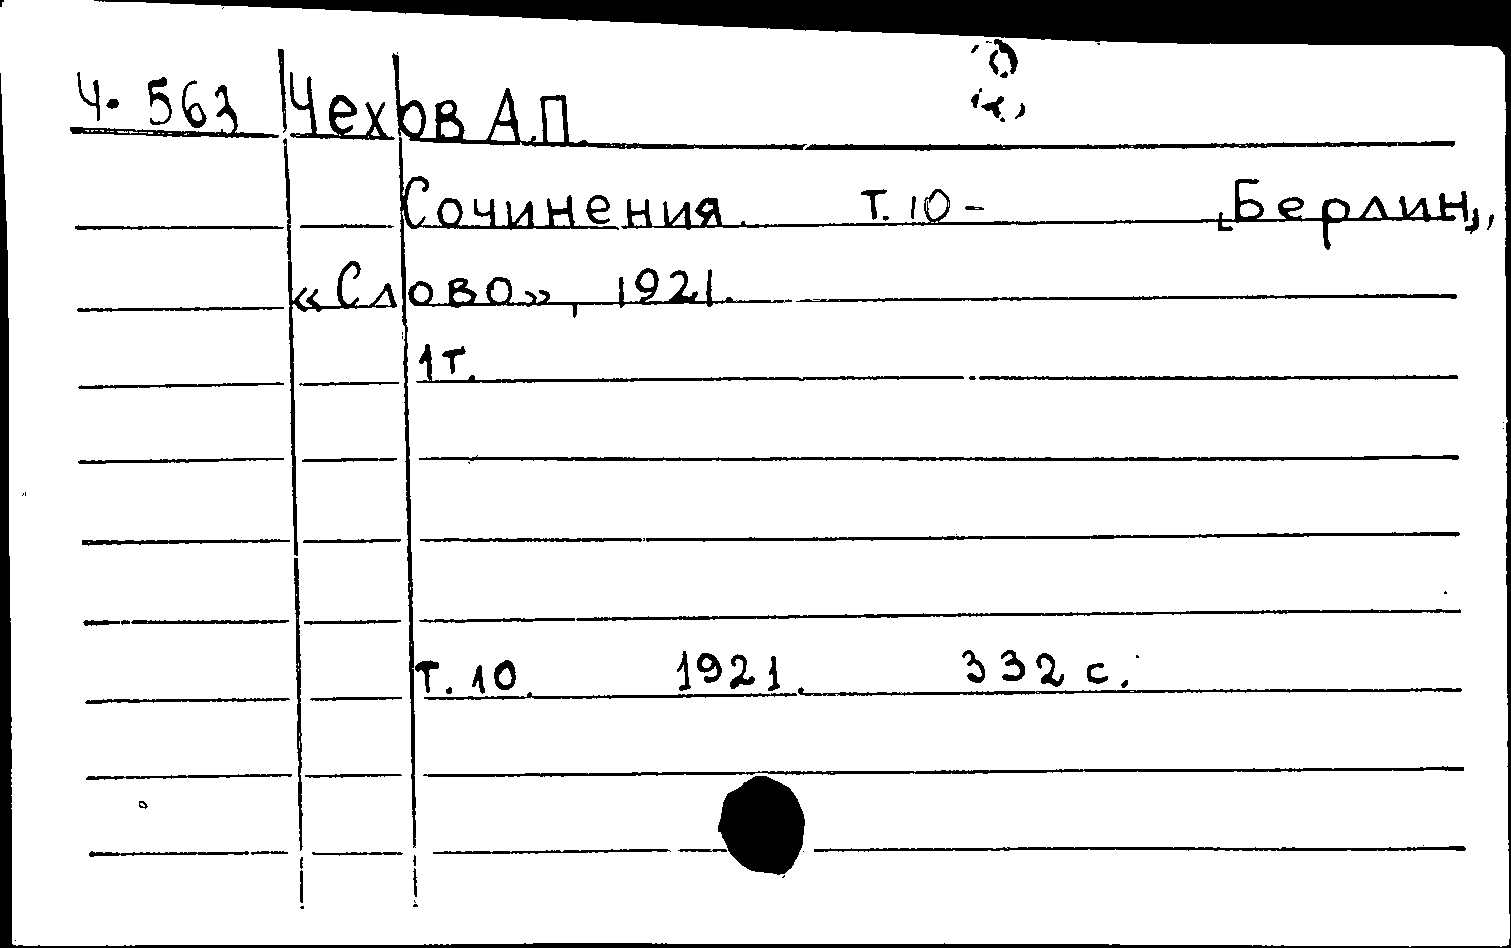 Ч. 563 Чехов А.П.
Сочинения. Т. 10 - [Берлин],
«Слово», 1921.
1 т.
Т. 10. 1921. 332 с.